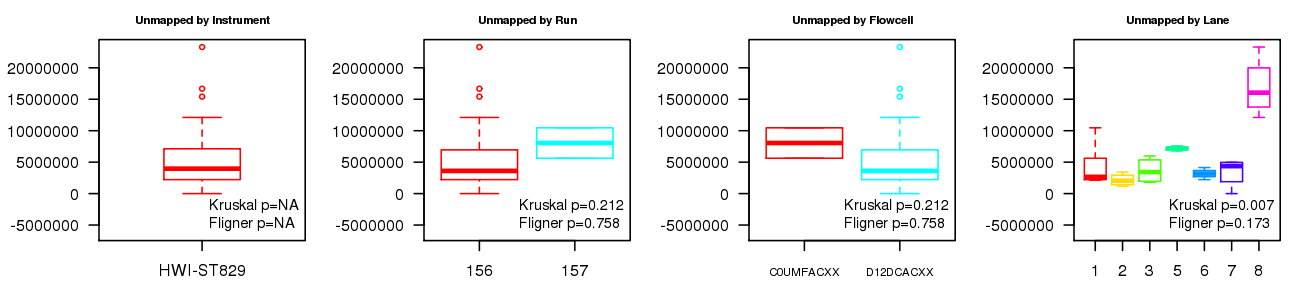 Unmapped by Instrument
20000000
15000000
10000000
5000000
0
-5000000
Kruskal p=NA
Fligner p=NA
HWI-ST829
Unmapped by Run
20000000
15000000
10000000
5000000
0
-5000000
Kruskal p=0.212
Fligner p=0.758
156 157
Unmapped by Flowcell
20000000
15000000
10000000
5000000
0
-5000000
Kruskal p=0.212
Fligner p=0.758
C0UMFACXX D12DCACXX
Unmapped by Lane
20000000
15000000
10000000
5000000
0
-5000000
Kruskal p=0.007
Fligner p=0.173
1 2 3 5 6 7 8